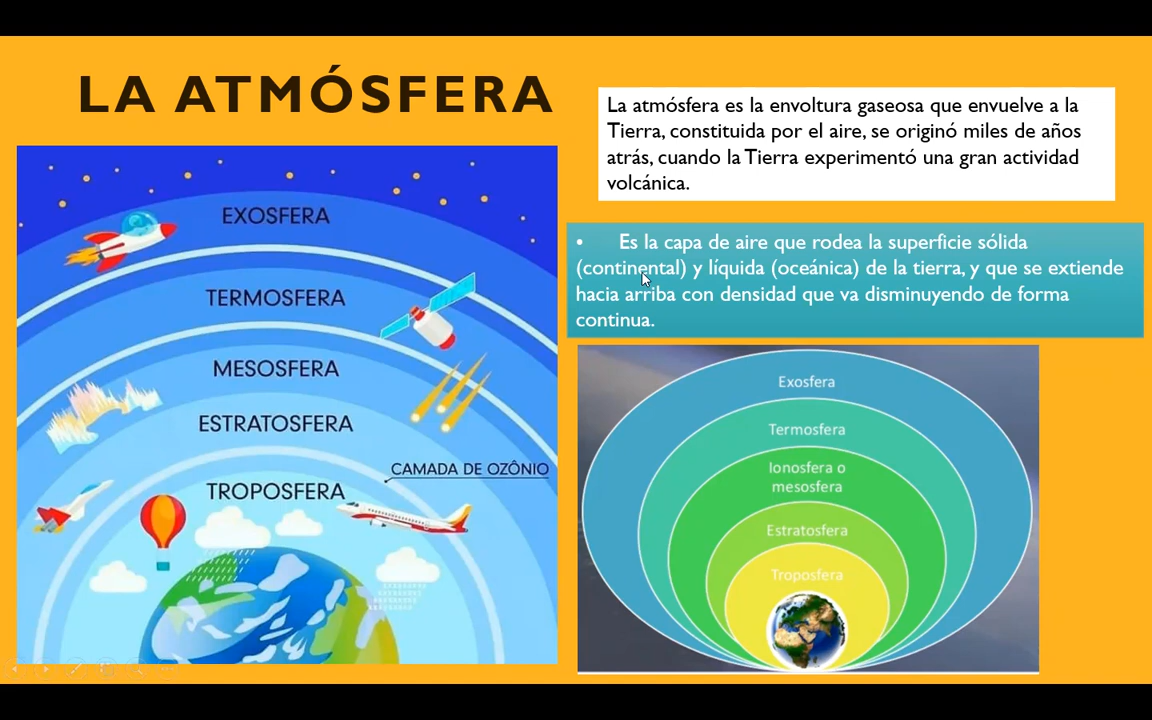 LA ATMÓSFERA
La atmósfera es la envoltura gaseosa que envuelve a la
Tierra, constituida por el aire, se originó miles de años
atrás, cuando la Tierra experimentó una gran actividad
volcánica.
• Es la capa de aire que rodea la superficie sólida
(continental) y líquida (oceánica) de la tierra, y que se extiende
hacia arriba con densidad que va disminuyendo de forma
continua.
EXOSFERA
TERMOSFERA
MESOSFERA
ESTRATOSFERA
CAMADA DE OZÔNIO
TROPOSFERA
Exosfera
Termosfera
Ionosfera o
mesosfera
Estratosfera
Troposfera